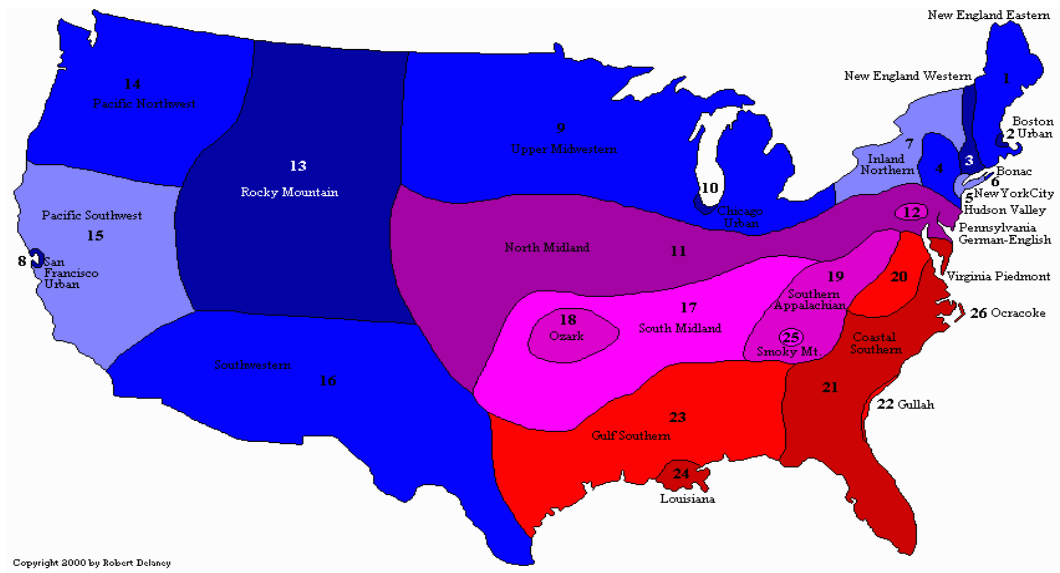 New England Eastern
14
Pacific Northwest
New England Western
1
9
Upper Midwestern
Boston
2 Urban
7
Inland
Northern
3
4
13
Rocky Mountain
10
Bonac
6
5
New York City
Chicago
Urban
12
Hudson Valley
Pacific Southwest
15
Pennsylvania
German-English
North Midland
11
8
San
Francisco
Urban
19
Southern
Appalachian
20
Virginia Piedmont
17
South Midland
18
Ozark
26 Ocracoke
25
Smoky Mt.
Coastal
Southern
Southwestern
16
21
22 Gullah
23
Gulf Southern
24
Louisiana
Copyright 2000 by Robert Delaney